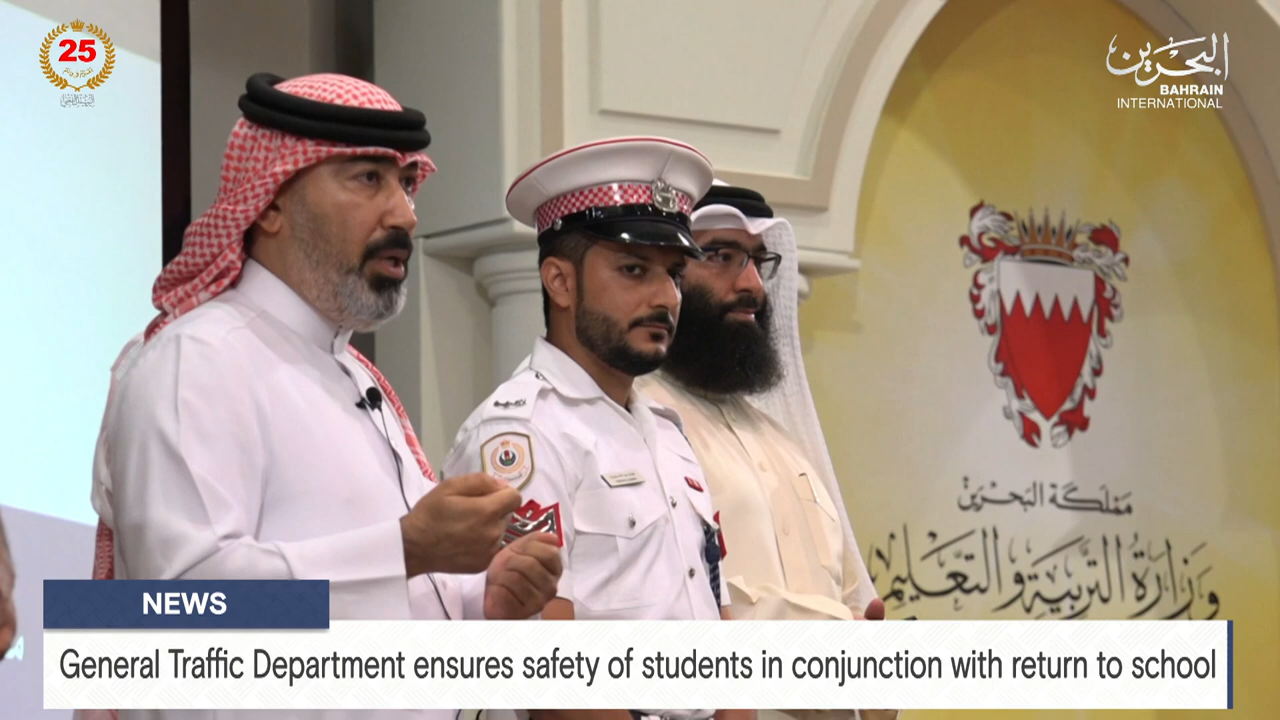 25
البحرين
BAHRAIN
INTERNATIONAL
مملكة البحرين
وزارة التربية والتعليم
NEWS
General Traffic Department ensures safety of students in conjunction with return to school